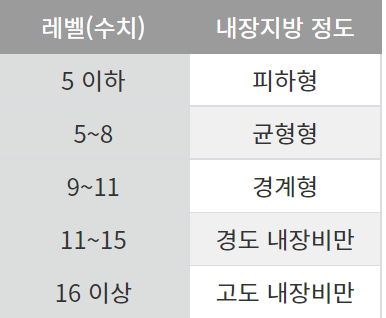 레벨(수치) 내장지방 정도
5 이하 피하형
5~8 균형형
9~11 경계형
11~15 경도 내장비만
16 이상 고도 내장비만